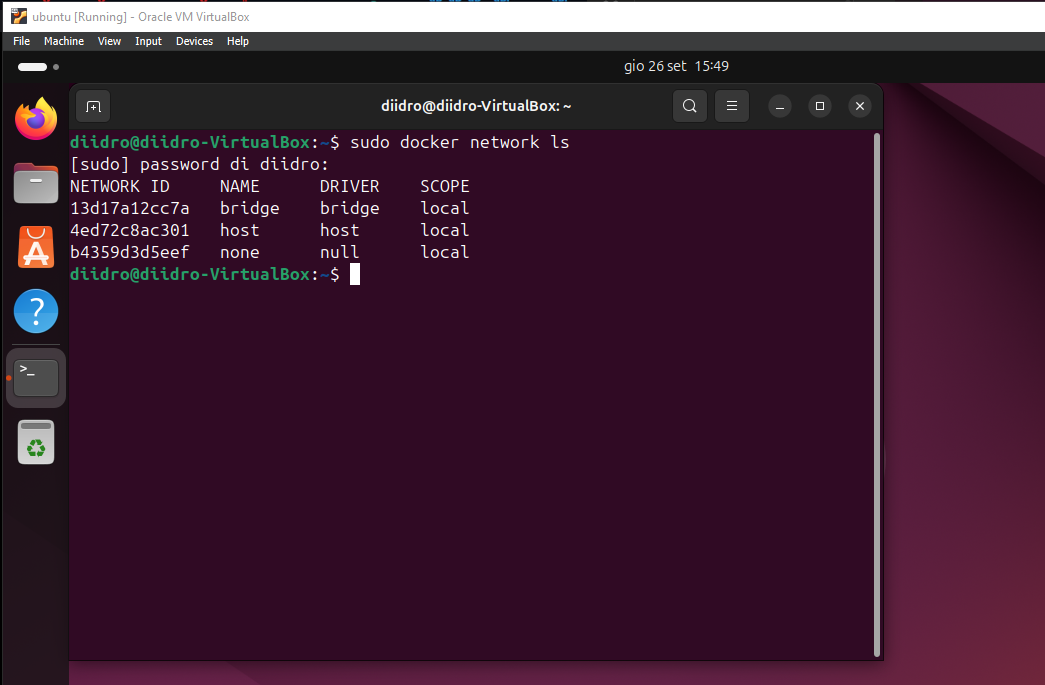 ubuntu [Running] - Oracle VM VirtualBox
File Machine View Input Devices Help
gio 26 set 15:49
diidro@diidro-VirtualBox: ~
diidro@diidro-VirtualBox:~$ sudo docker network ls
[sudo] password di diidro:
NETWORK ID     NAME      DRIVER    SCOPE
13d17a12cc7a   bridge    bridge    local
4ed72c8ac301   host      host      local
b4359d3d5eef   none      null      local
diidro@diidro-VirtualBox:~$